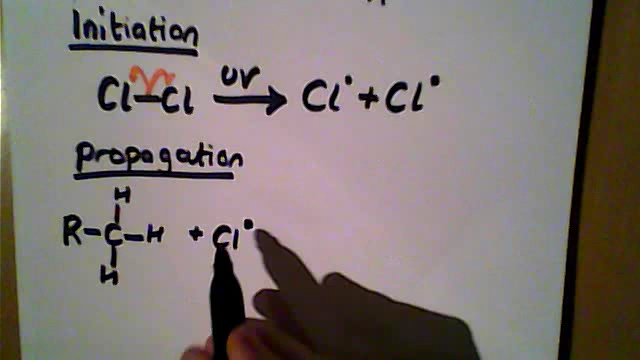 Initiation
Cl-Cl UV → Cl• + Cl•
Propagation
H
R-C-H + Cl•
H